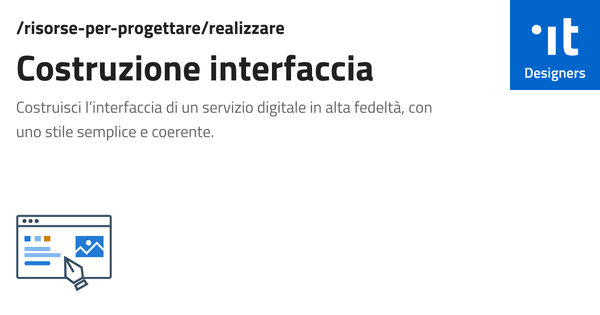 /risorse-per-progettare/realizzare
Costruzione interfaccia
Costruisci l’interfaccia di un servizio digitale in alta fedeltà, con
uno stile semplice e coerente.
it
Designers